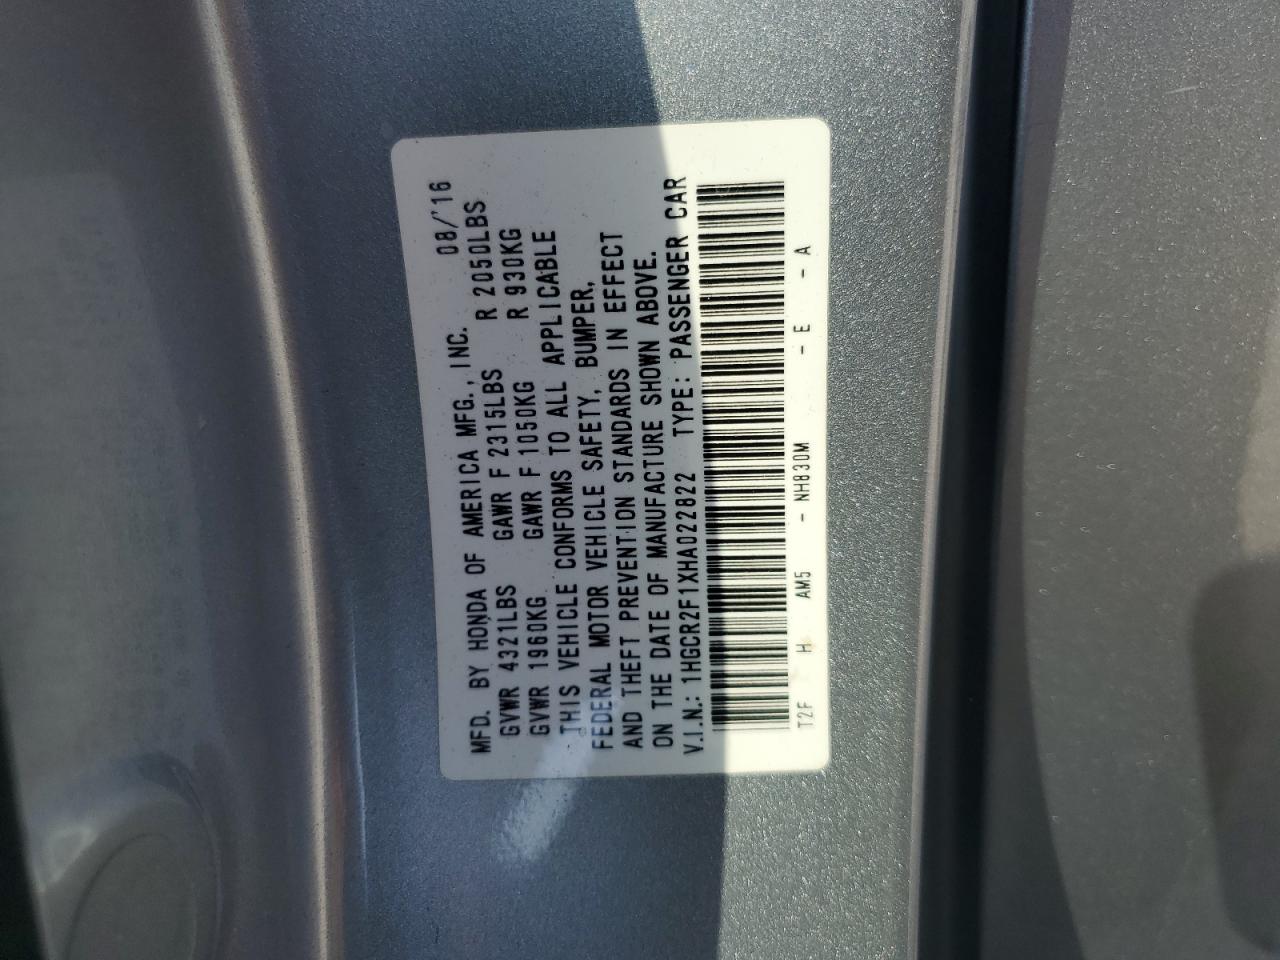 MFD. BY HONDA OF AMERICA MFG., INC. 08/'16
GVWR 4321LBS GAWR F 2315LBS R 2050LBS
GVWR 1960KG GAWR F 1050KG R 930KG
THIS VEHICLE CONFORMS TO ALL APPLICABLE
FEDERAL MOTOR VEHICLE SAFETY, BUMPER,
AND THEFT PREVENTION STANDARDS IN EFFECT
ON THE DATE OF MANUFACTURE SHOWN ABOVE.
V.I.N.: 1HGCR2F1XHA022822 TYPE: PASSENGER CAR
T2F H AM5 - NH830M - E - A